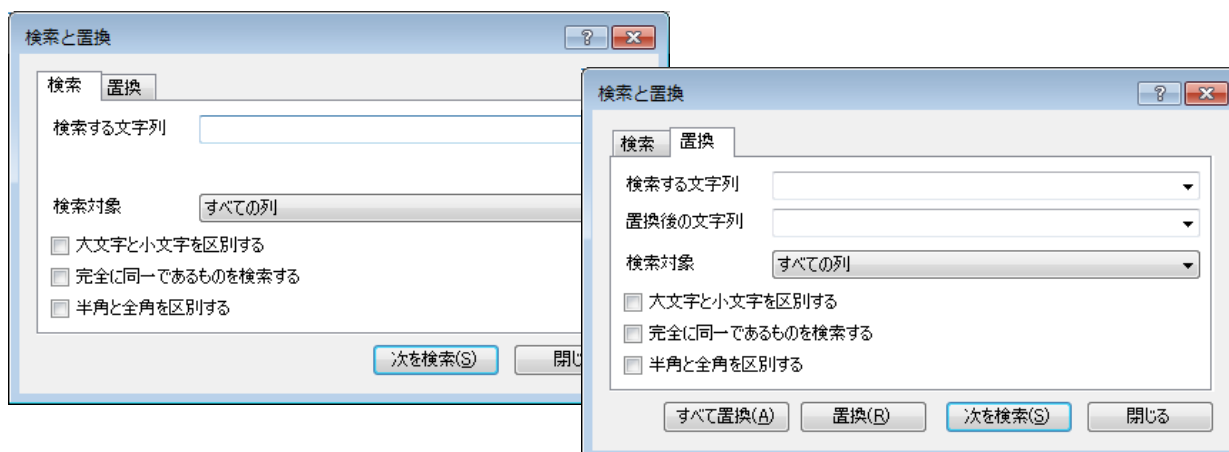 検索と置換
検索 置換
検索する文字列
検索対象 すべての列
大文字と小文字を区別する
完全に同一であるものを検索する
半角と全角を区別する
次を検索(S) 閉じ
検索と置換
検索 置換
検索する文字列
置換後の文字列
検索対象 すべての列
大文字と小文字を区別する
完全に同一であるものを検索する
半角と全角を区別する
すべて置換(A) 置換(R) 次を検索(S) 閉じる